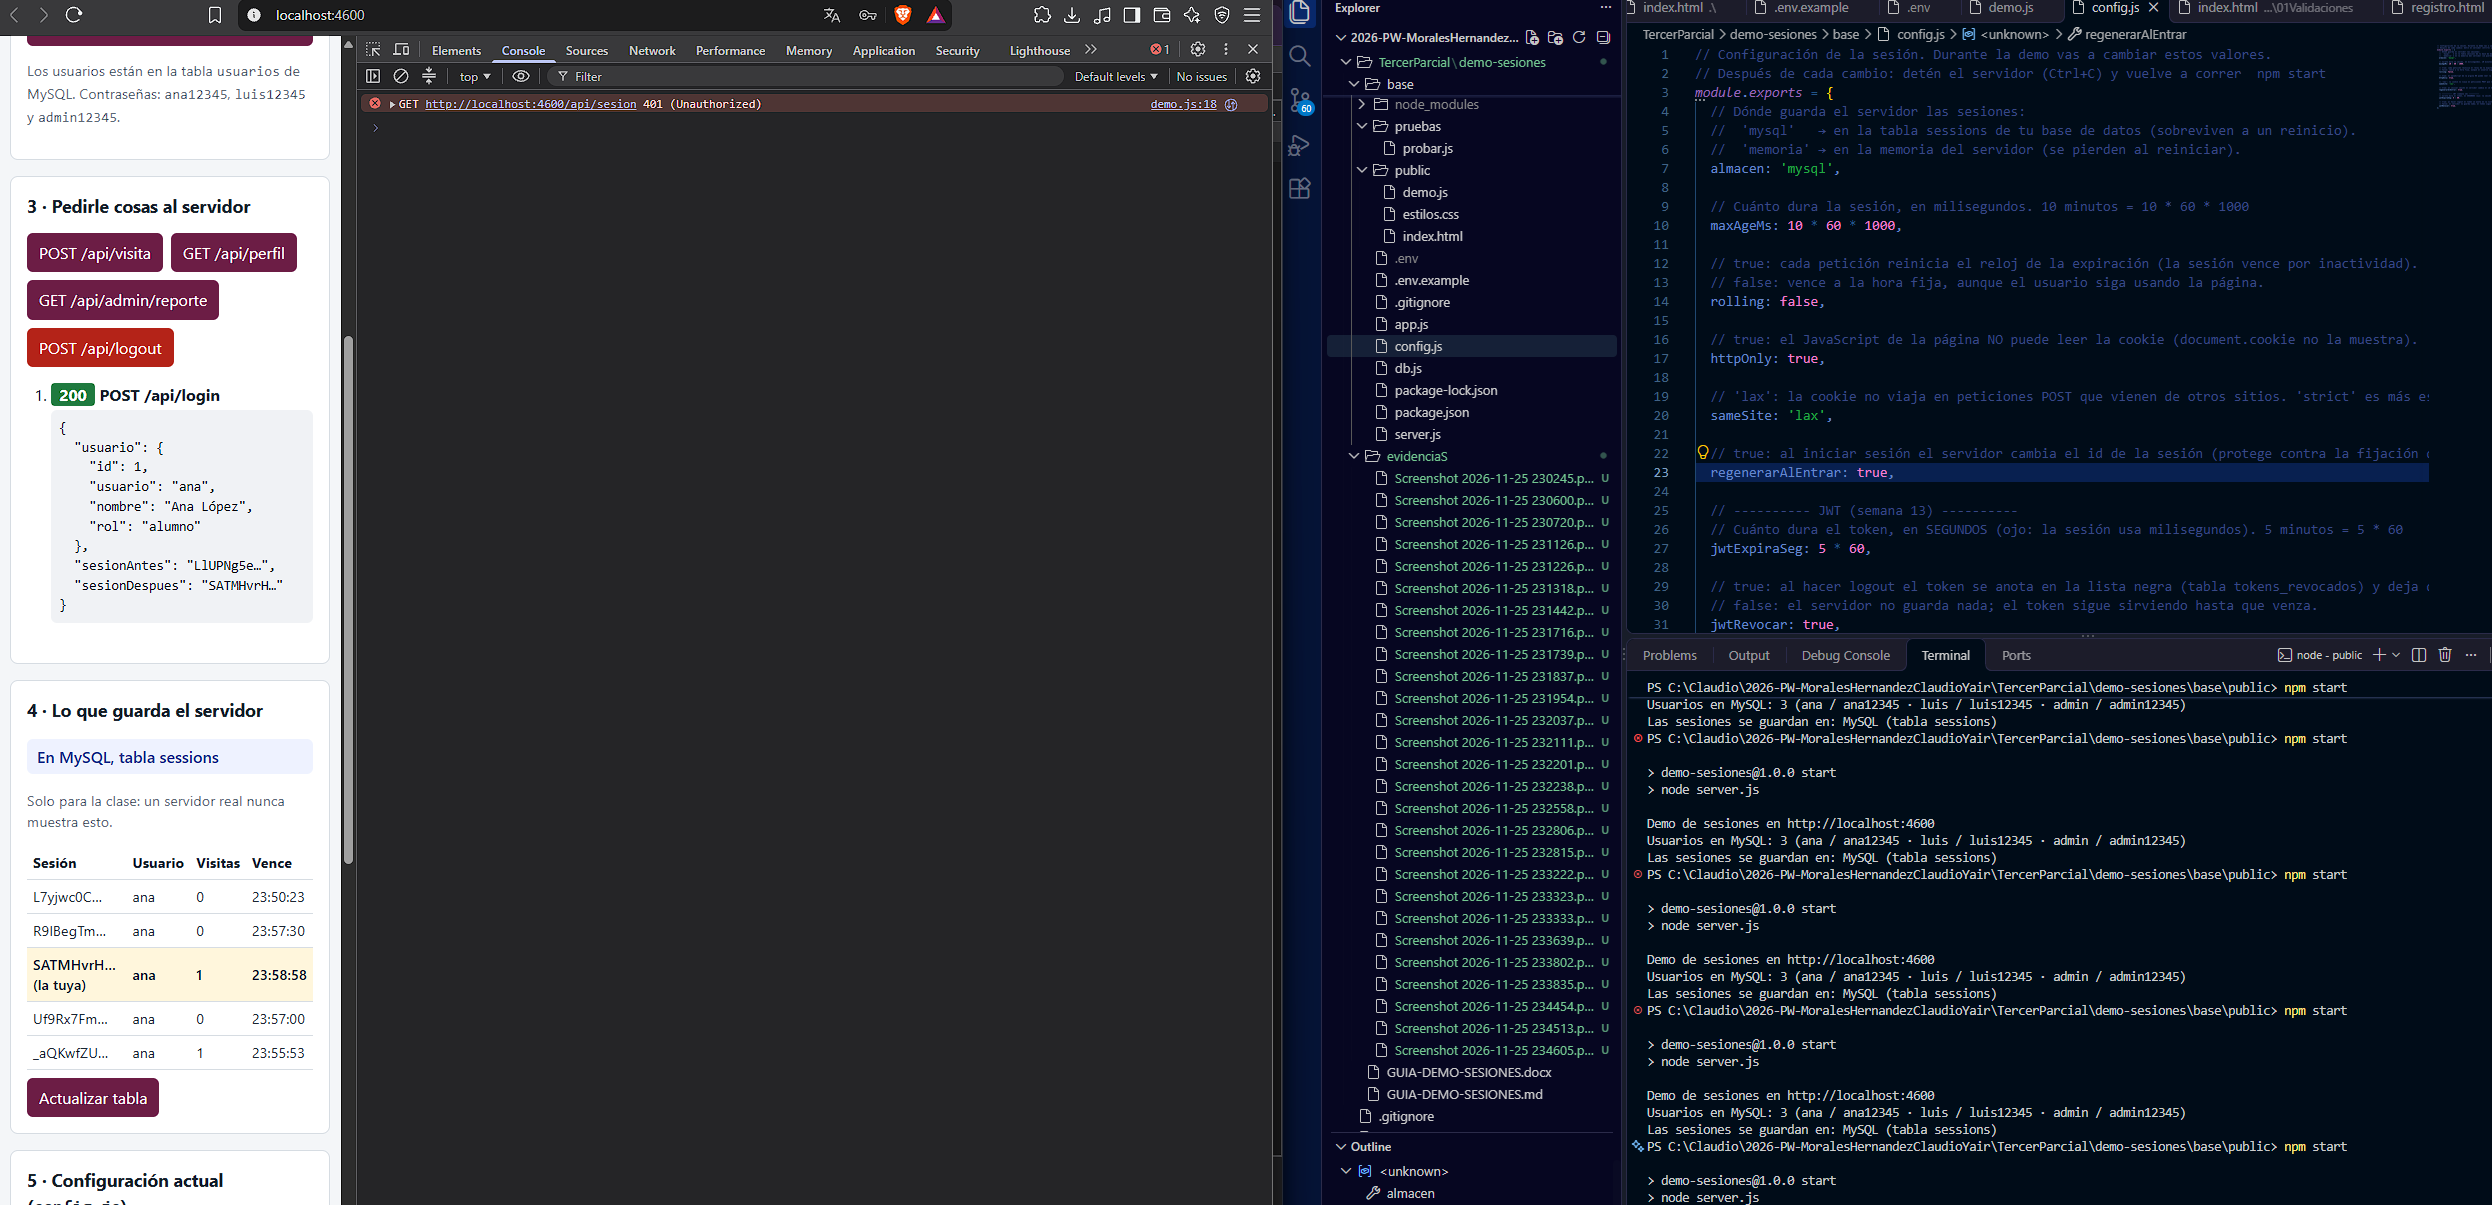 localhost:4600
Los usuarios están en la tabla usuarios de
MySQL. Contraseñas: ana12345, luis12345
y admin12345.
3 · Pedirle cosas al servidor
POST /api/visita
GET /api/perfil
GET /api/admin/reporte
POST /api/logout
1. 200 POST /api/login
{
"usuario": {
"id": 1,
"usuario": "ana",
"nombre": "Ana López",
"rol": "alumno"
},
"sesionAntes": "LlUPNg5e…",
"sesionDespues": "SATMHvrH…"
}
4 · Lo que guarda el servidor
En MySQL, tabla sessions
Solo para la clase: un servidor real nunca
muestra esto.
Sesión Usuario Visitas Vence
L7yjwc0C… ana 0 23:50:23
R9IBegTm… ana 0 23:57:30
SATMHvrH…
(la tuya) ana 1 23:58:58
Uf9Rx7Fm… ana 0 23:57:00
_aQKwfZU… ana 1 23:55:53
Actualizar tabla
5 · Configuración actual
Elements Console Sources Network Performance Memory Application Security Lighthouse 1
top Filter Default levels No issues
GET http://localhost:4600/api/sesion 401 (Unauthorized) demo.js:18
Explorer
2026-PW-MoralesHernandez...
TercerParcial\demo-sesiones
base
node_modules
pruebas
probar.js
public
demo.js
estilos.css
index.html
.env
.env.example
.gitignore
app.js
config.js
db.js
package-lock.json
package.json
server.js
evidenciaS
Screenshot 2026-11-25 230245.p... U
Screenshot 2026-11-25 230600.p... U
Screenshot 2026-11-25 230720.p... U
Screenshot 2026-11-25 231126.p... U
Screenshot 2026-11-25 231226.p... U
Screenshot 2026-11-25 231318.p... U
Screenshot 2026-11-25 231442.p... U
Screenshot 2026-11-25 231716.p... U
Screenshot 2026-11-25 231739.p... U
Screenshot 2026-11-25 231837.p... U
Screenshot 2026-11-25 231954.p... U
Screenshot 2026-11-25 232037.p... U
Screenshot 2026-11-25 232111.p... U
Screenshot 2026-11-25 232201.p... U
Screenshot 2026-11-25 232238.p... U
Screenshot 2026-11-25 232558.p... U
Screenshot 2026-11-25 232806.p... U
Screenshot 2026-11-25 232815.p... U
Screenshot 2026-11-25 233222.p... U
Screenshot 2026-11-25 233323.p... U
Screenshot 2026-11-25 233333.p... U
Screenshot 2026-11-25 233639.p... U
Screenshot 2026-11-25 233802.p... U
Screenshot 2026-11-25 233835.p... U
Screenshot 2026-11-25 234454.p... U
Screenshot 2026-11-25 234513.p... U
Screenshot 2026-11-25 234605.p... U
GUIA-DEMO-SESIONES.docx
GUIA-DEMO-SESIONES.md
.gitignore
Outline
<unknown>
almacen
60
index.html .\ .env.example .env demo.js config.js index.html ...\01Validaciones registro.html
TercerParcial > demo-sesiones > base > config.js > <unknown> > regenerarAlEntrar
1 // Configuración de la sesión. Durante la demo vas a cambiar estos valores.
2 // Después de cada cambio: detén el servidor (Ctrl+C) y vuelve a correr npm start
3 module.exports = {
4 // Dónde guarda el servidor las sesiones:
5 // 'mysql' → en la tabla sessions de tu base de datos (sobreviven a un reinicio).
6 // 'memoria' → en la memoria del servidor (se pierden al reiniciar).
7 almacen: 'mysql',
8
9 // Cuánto dura la sesión, en milisegundos. 10 minutos = 10 * 60 * 1000
10 maxAgeMs: 10 * 60 * 1000,
11
12 // true: cada petición reinicia el reloj de la expiración (la sesión vence por inactividad).
13 // false: vence a la hora fija, aunque el usuario siga usando la página.
14 rolling: false,
15
16 // true: el JavaScript de la página NO puede leer la cookie (document.cookie no la muestra).
17 httpOnly: true,
18
19 // 'lax': la cookie no viaja en peticiones POST que vienen de otros sitios. 'strict' es más es
20 sameSite: 'lax',
21
22 // true: al iniciar sesión el servidor cambia el id de la sesión (protege contra la fijación
23 regenerarAlEntrar: true,
24
25 // ---------- JWT (semana 13) ----------
26 // Cuánto dura el token, en SEGUNDOS (ojo: la sesión usa milisegundos). 5 minutos = 5 * 60
27 jwtExpiraSeg: 5 * 60,
28
29 // true: al hacer logout el token se anota en la lista negra (tabla tokens_revocados) y deja
30 // false: el servidor no guarda nada; el token sigue sirviendo hasta que venza.
31 jwtRevocar: true,
Problems Output Debug Console Terminal Ports node - public
PS C:\Claudio\2026-PW-MoralesHernandezClaudioYair\TercerParcial\demo-sesiones\base\public> npm start
Usuarios en MySQL: 3 (ana / ana12345 · luis / luis12345 · admin / admin12345)
Las sesiones se guardan en: MySQL (tabla sessions)
PS C:\Claudio\2026-PW-MoralesHernandezClaudioYair\TercerParcial\demo-sesiones\base\public> npm start
> demo-sesiones@1.0.0 start
> node server.js
Demo de sesiones en http://localhost:4600
Usuarios en MySQL: 3 (ana / ana12345 · luis / luis12345 · admin / admin12345)
Las sesiones se guardan en: MySQL (tabla sessions)
PS C:\Claudio\2026-PW-MoralesHernandezClaudioYair\TercerParcial\demo-sesiones\base\public> npm start
> demo-sesiones@1.0.0 start
> node server.js
Demo de sesiones en http://localhost:4600
Usuarios en MySQL: 3 (ana / ana12345 · luis / luis12345 · admin / admin12345)
Las sesiones se guardan en: MySQL (tabla sessions)
PS C:\Claudio\2026-PW-MoralesHernandezClaudioYair\TercerParcial\demo-sesiones\base\public> npm start
> demo-sesiones@1.0.0 start
> node server.js
Demo de sesiones en http://localhost:4600
Usuarios en MySQL: 3 (ana / ana12345 · luis / luis12345 · admin / admin12345)
Las sesiones se guardan en: MySQL (tabla sessions)
PS C:\Claudio\2026-PW-MoralesHernandezClaudioYair\TercerParcial\demo-sesiones\base\public> npm start
> demo-sesiones@1.0.0 start
> node server.js